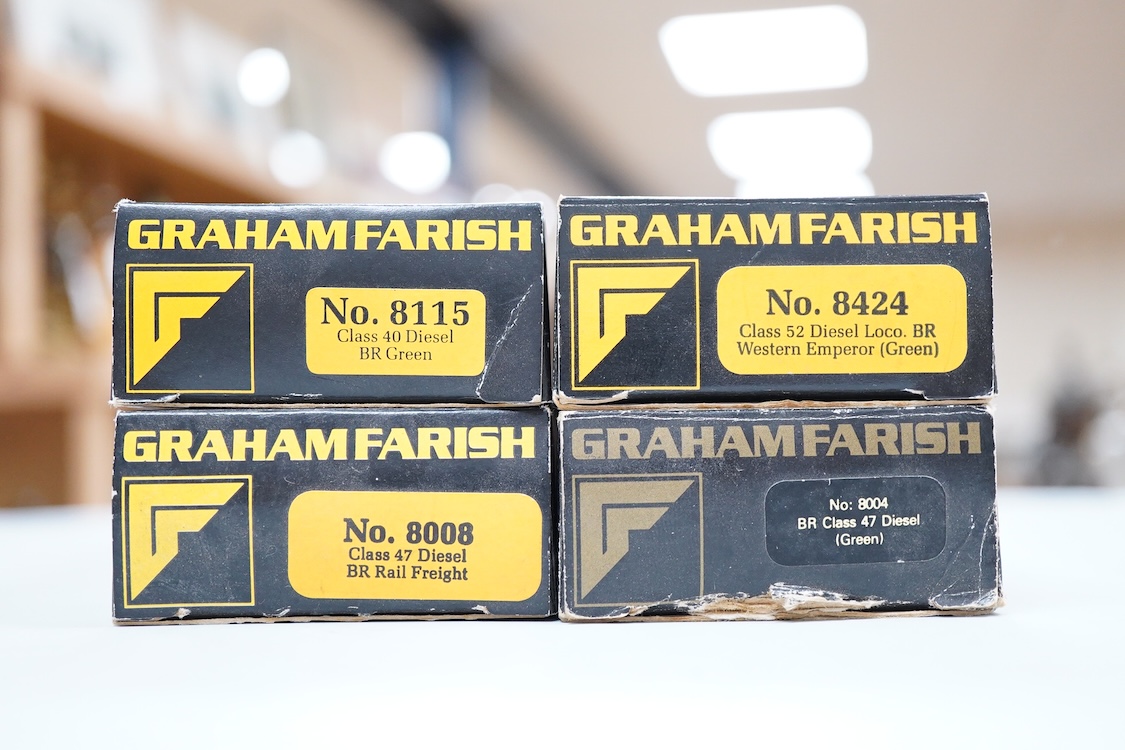 GRAHAM FARISH
No. 8115
Class 40 Diesel
BR Green
GRAHAM FARISH
No. 8424
Class 52 Diesel Loco. BR
Western Emperor (Green)
GRAHAM FARISH
No. 8008
Class 47 Diesel
BR Rail Freight
GRAHAM FARISH
No: 8004
BR Class 47 Diesel
(Green)